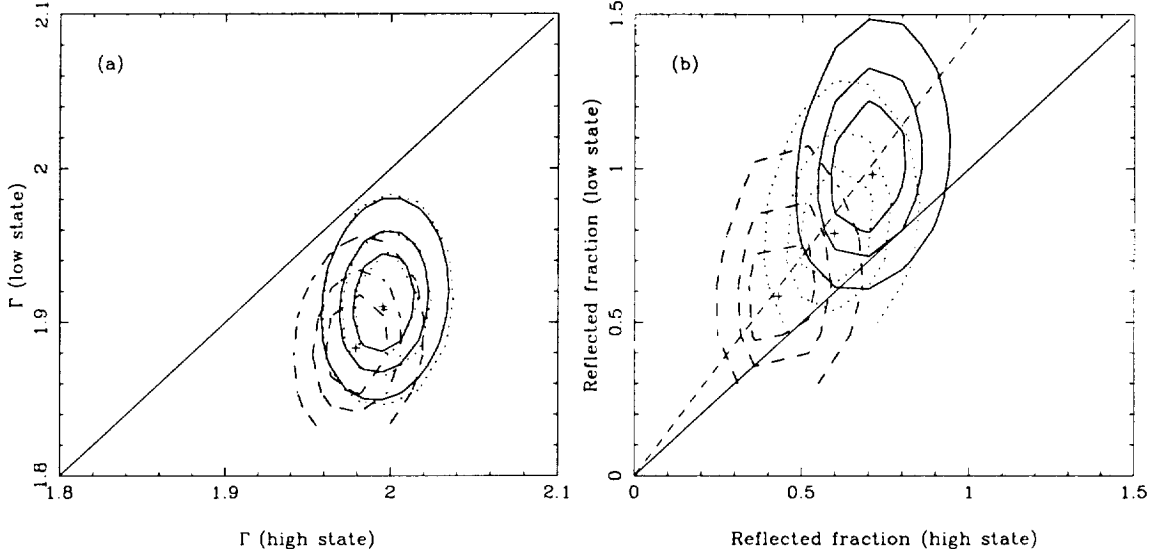 (a)
2.1
2
1.9
1.8
Γ (low state)
1.8
1.9
2
2.1
Γ (high state)
(b)
1.5
1
0.5
0
Reflected fraction (low state)
0
0.5
1
1.5
Reflected fraction (high state)